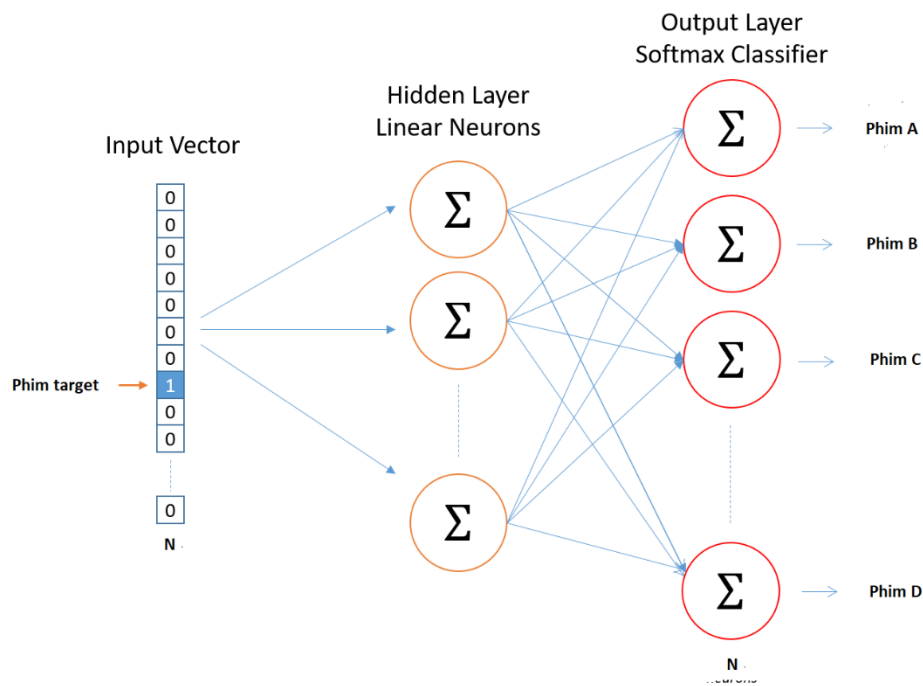 Output Layer
Softmax Classifier
Hidden Layer
Linear Neurons
Input Vector
0
0
0
0
0
0
0
Phim target
1
0
0
0
N
Σ
Σ
Σ
Σ
Σ
Σ
Σ
Phim A
Phim B
Phim C
Phim D
N